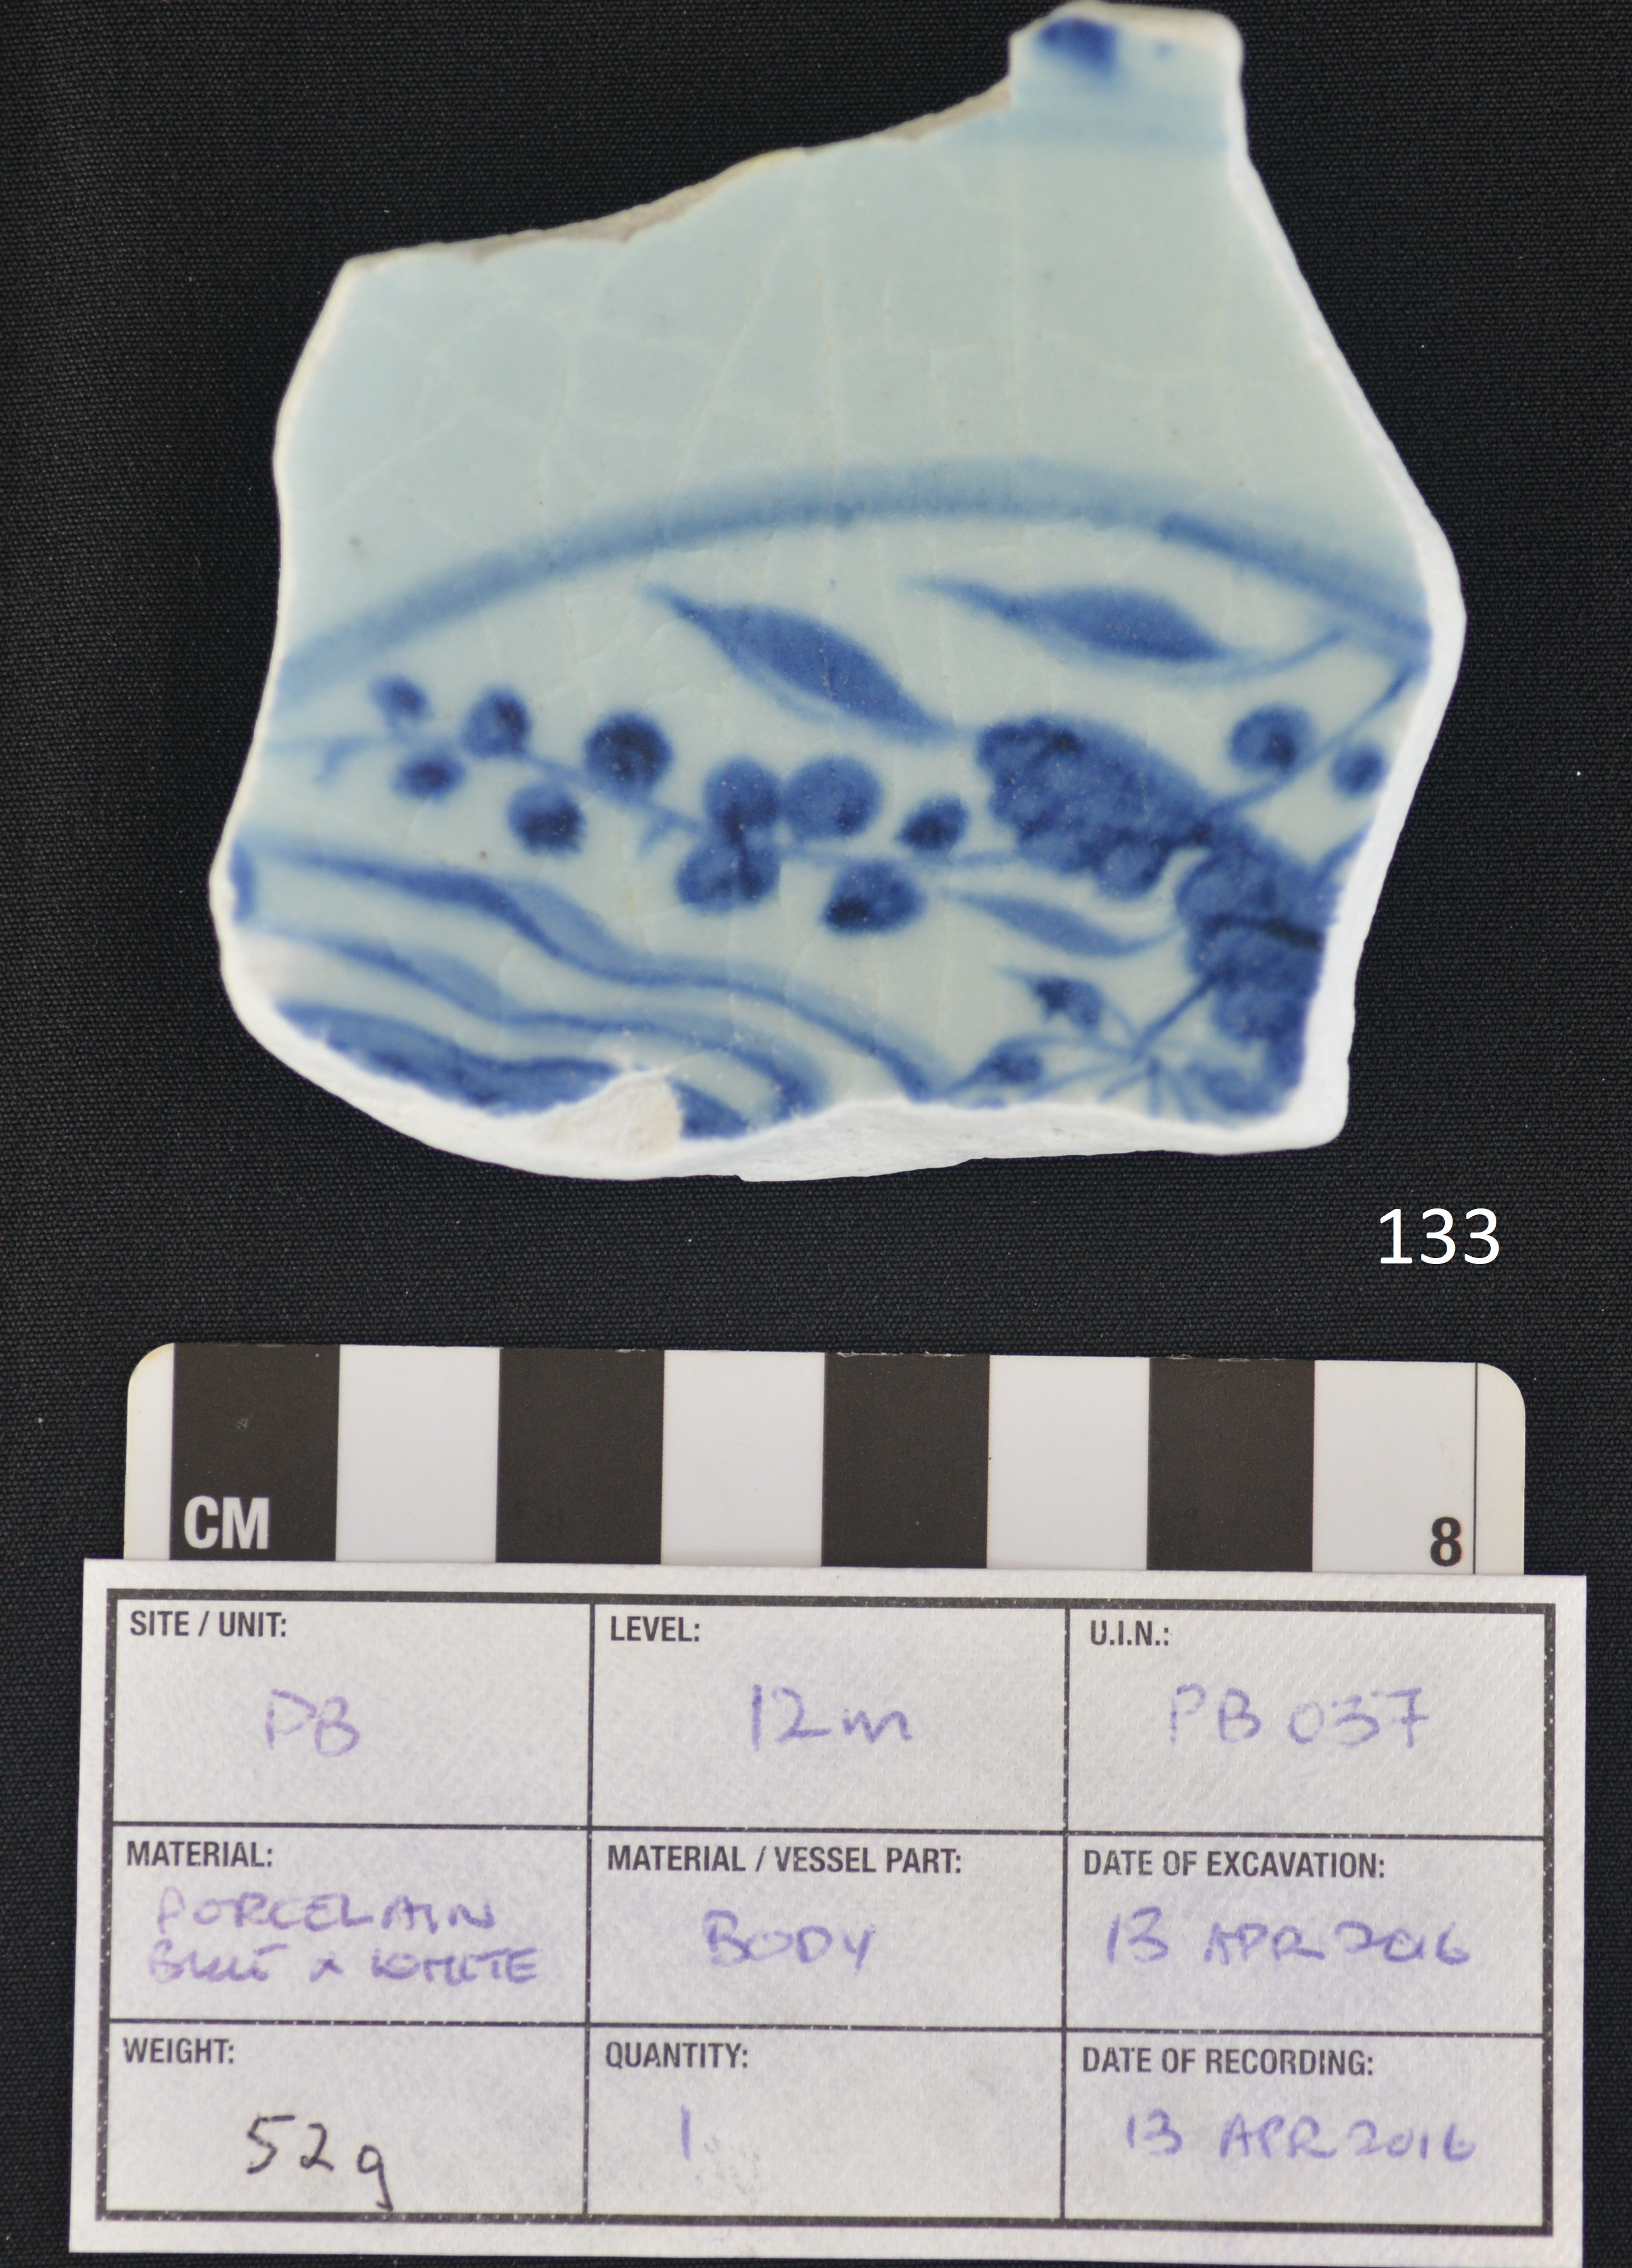 133
CM
8
SITE / UNIT:
PB
LEVEL:
12m
U.I.N.:
PB 037
MATERIAL:
PORCELAIN
BLUE & WHITE
MATERIAL / VESSEL PART:
BODY
DATE OF EXCAVATION:
13 APR 2016
WEIGHT:
52g
QUANTITY:
1
DATE OF RECORDING:
13 APR 2016